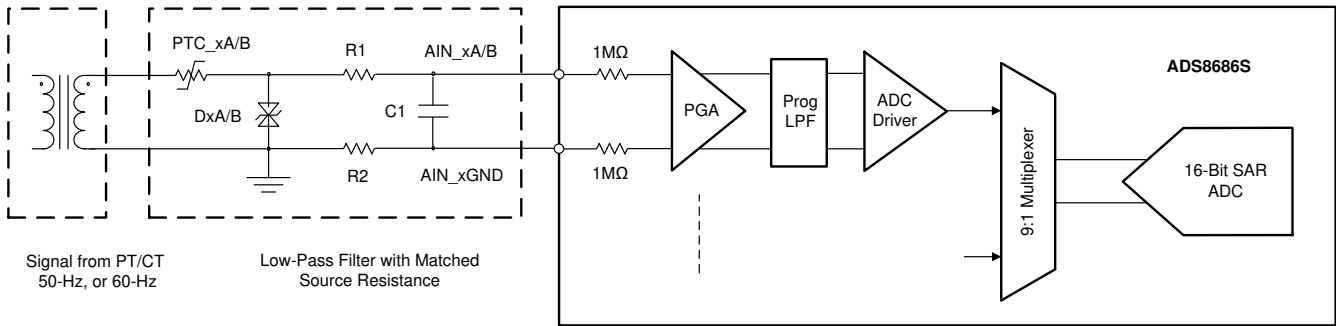 PTC_xA/B
R1
AIN_xA/B
DxA/B
C1
R2
AIN_xGND
1MΩ
1MΩ
PGA
Prog
LPF
ADC
Driver
9:1 Multiplexer
ADS8686S
16-Bit SAR
ADC
Signal from PT/CT
50-Hz, or 60-Hz
Low-Pass Filter with Matched
Source Resistance